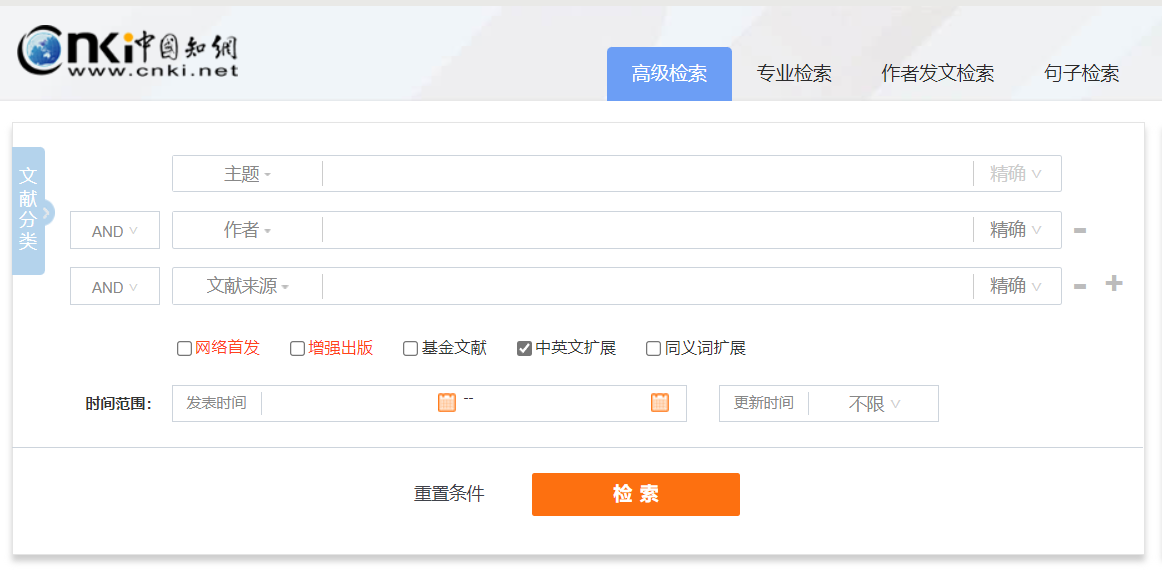 cnki中国知網
www.cnki.net
高级检索 专业检索 作者发文检索 句子检索
文献分类
主题 精确
AND 作者 精确
AND 文献来源 精确
网络首发 增强出版 基金文献 中英文扩展 同义词扩展
时间范围: 发表时间 -- 更新时间 不限
重置条件 检索